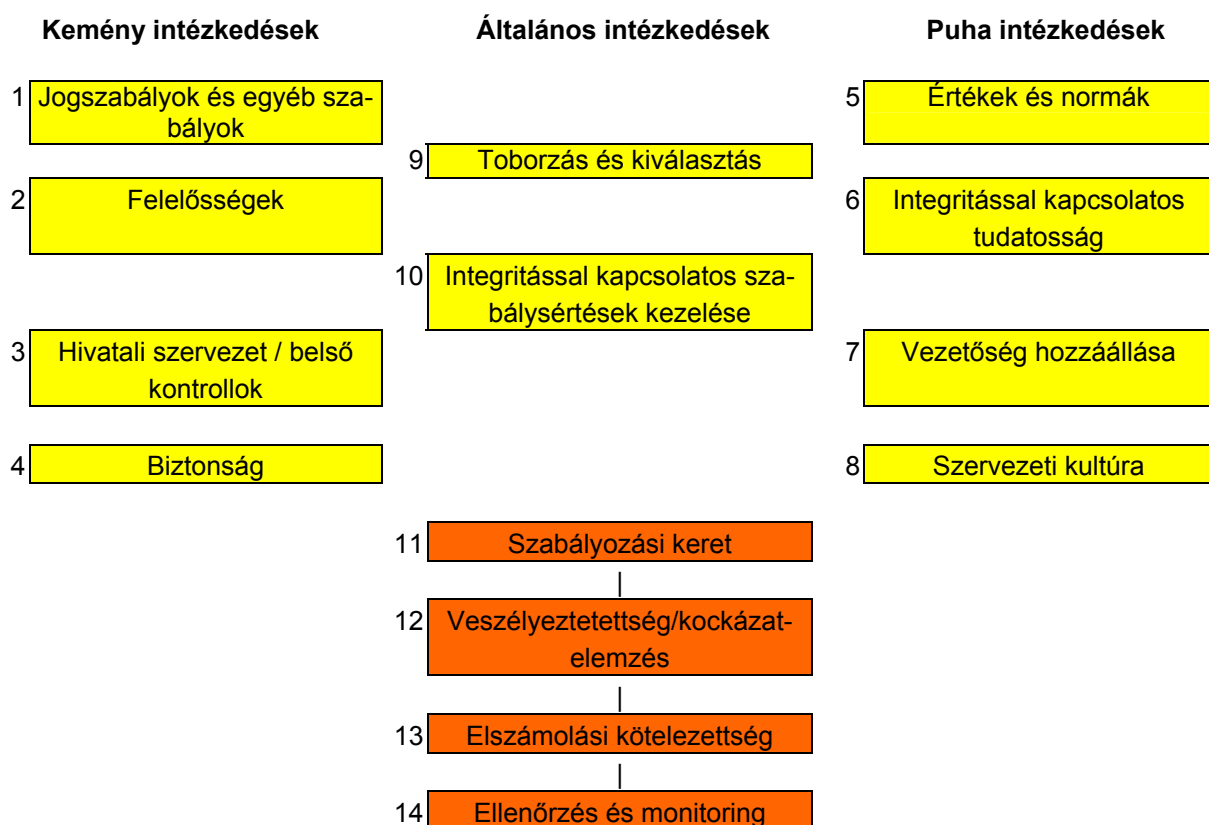 Kemény intézkedések Általános intézkedések Puha intézkedések
1 Jogszabályok és egyéb sza-
bályok
5 Értékek és normák
9 Toborzás és kiválasztás
2 Felelősségek
6 Integritással kapcsolatos
tudatosság
10 Integritással kapcsolatos sza-
bálysértések kezelése
3 Hivatali szervezet / belső
kontrollok
7 Vezetőség hozzáállása
4 Biztonság
8 Szervezeti kultúra
11 Szabályozási keret
12 Veszélyeztetettség/kockázat-
elemzés
13 Elszámolási kötelezettség
14 Ellenőrzés és monitoring